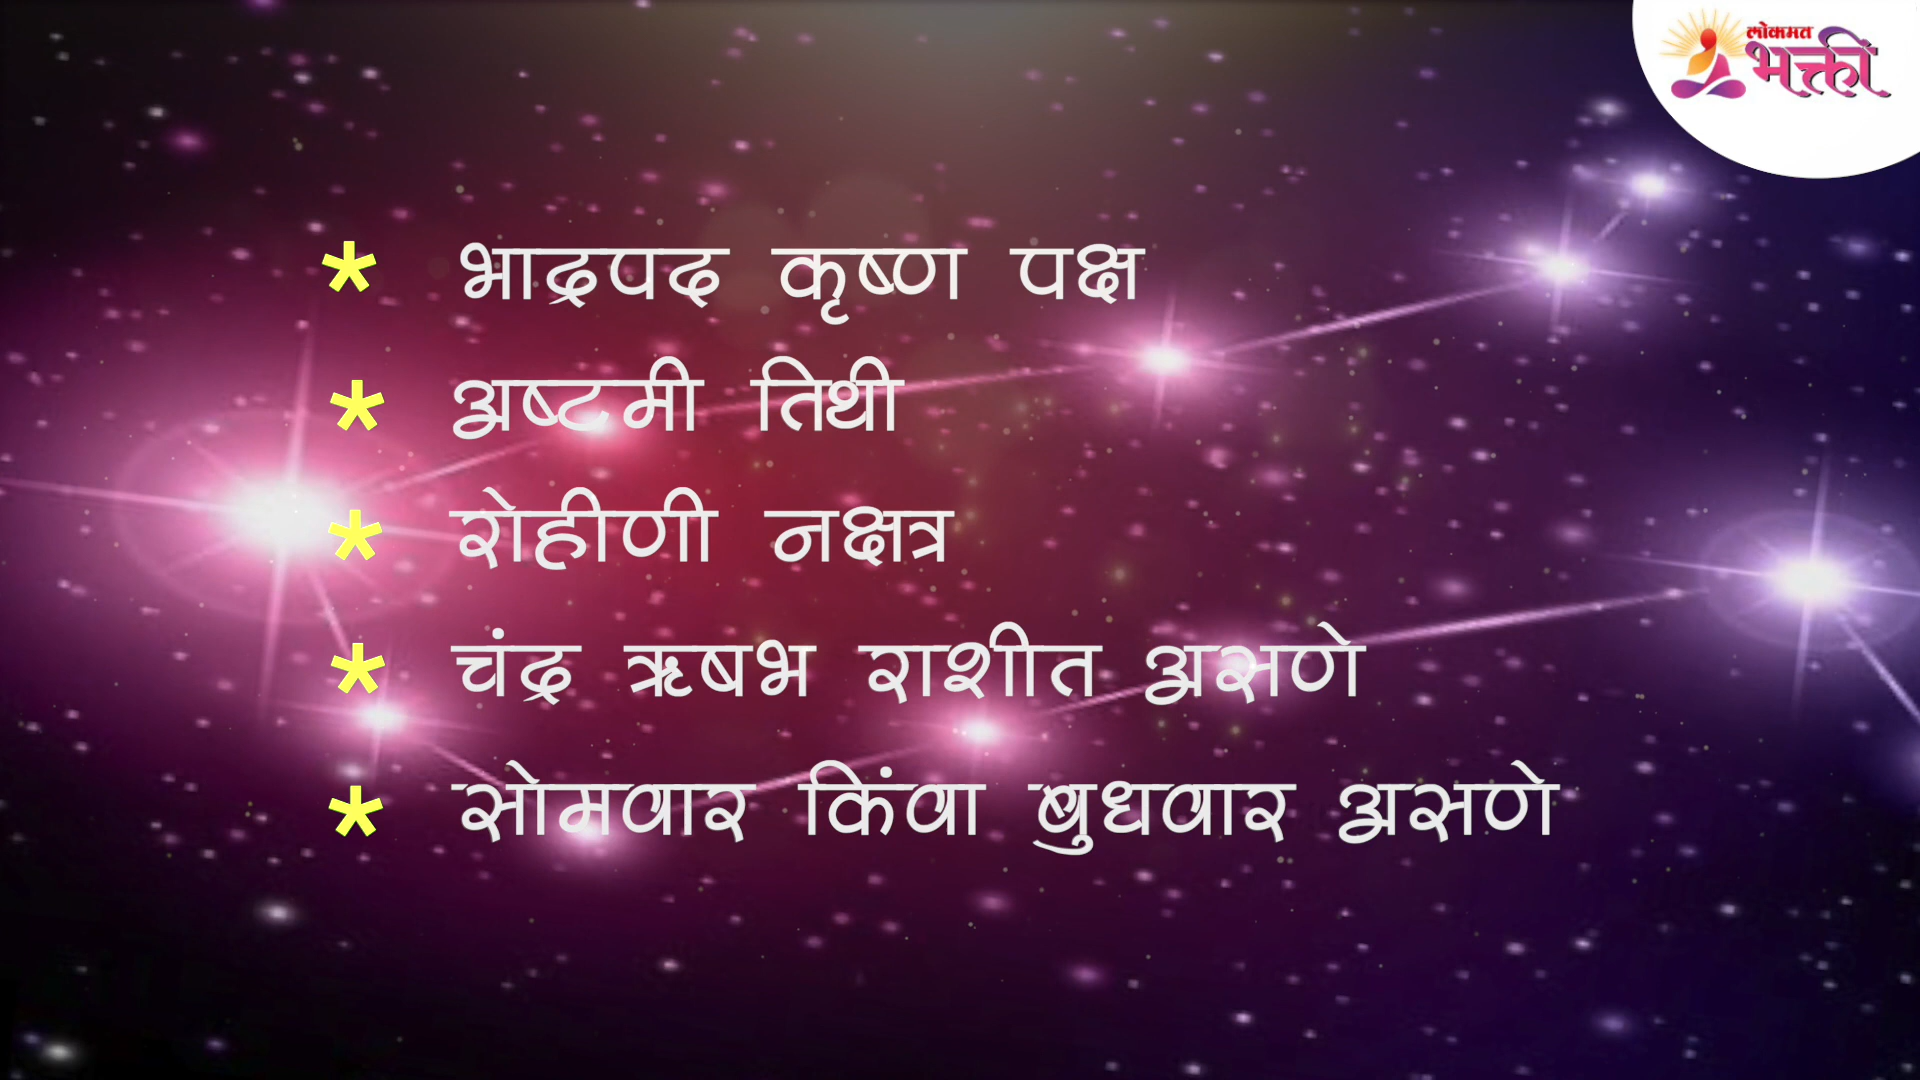 लोकमत
भक्ती
* भाद्रपद कृष्ण पक्ष
* अष्टमी तिथी
* रोहीणी नक्षत्र
* चंद्र ऋषभ राशीत असणे
* सोमवार किंवा बुधवार असणे